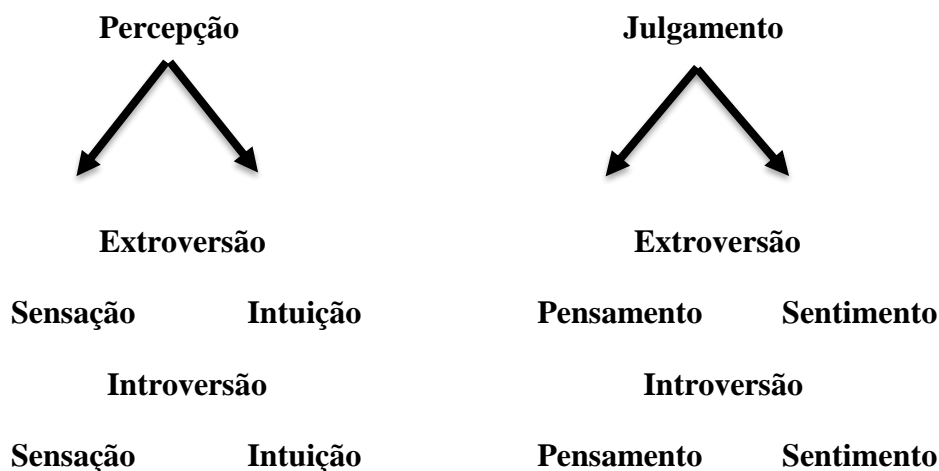 Percepção Julgamento
Extroversão Extroversão
Sensação Intuição Pensamento Sentimento
Introversão Introversão
Sensação Intuição Pensamento Sentimento